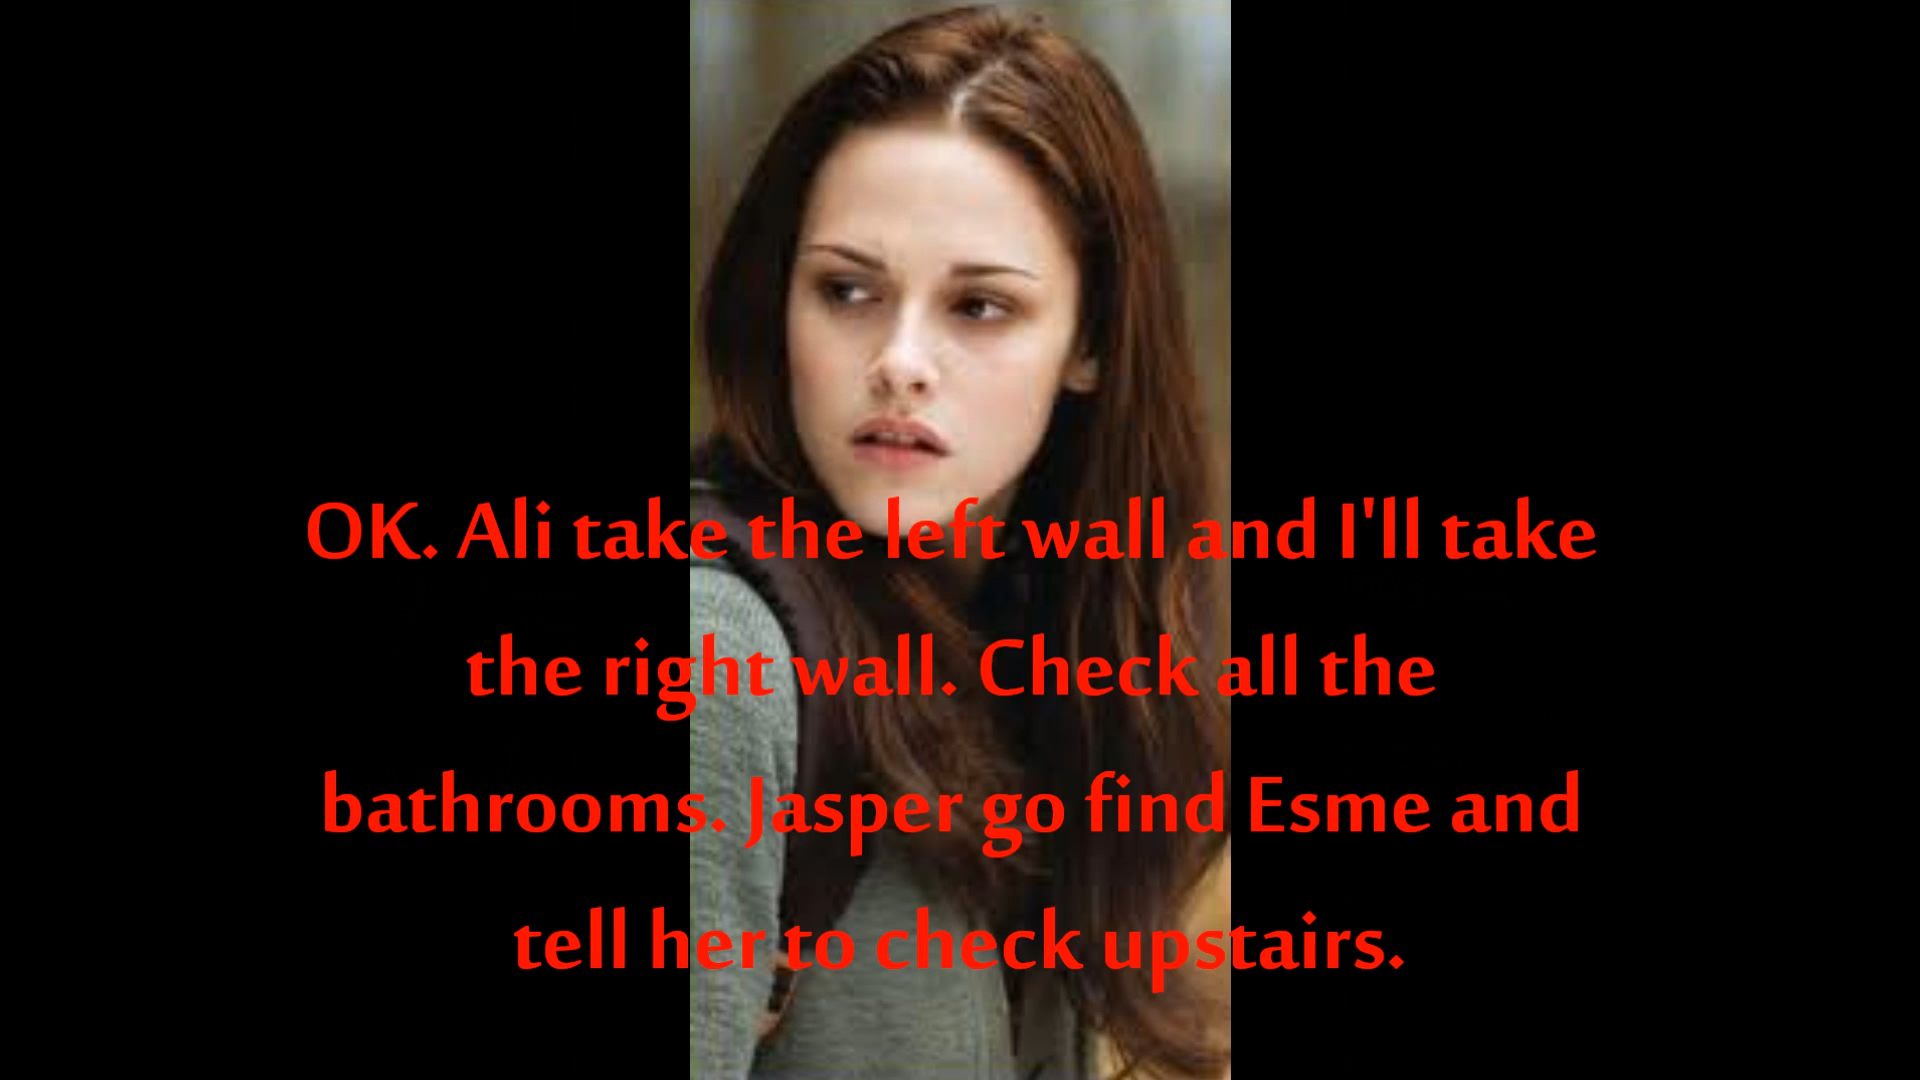 OK. Ali take the left wall and I'll take
the right wall. Check all the
bathrooms. Jasper go find Esme and
tell her to check upstairs.